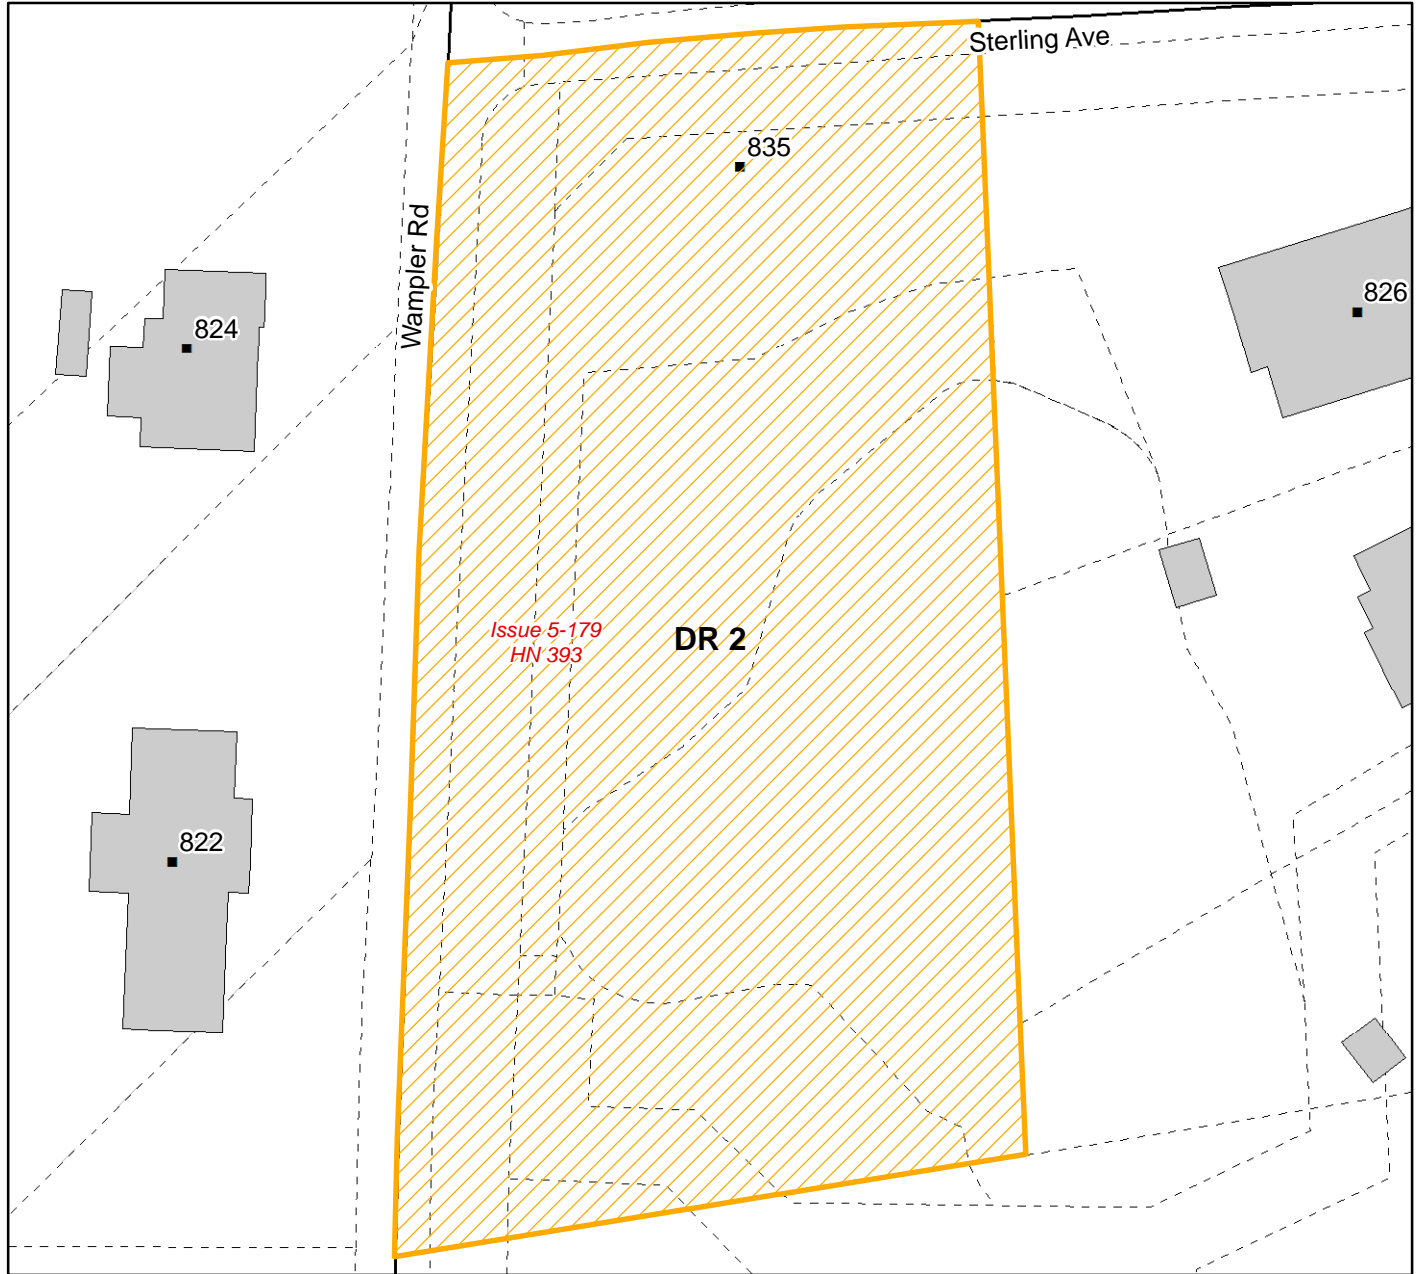 Sterling Ave
835
Wampler Rd
826
824
Issue 5-179
HN 393
DR 2
822